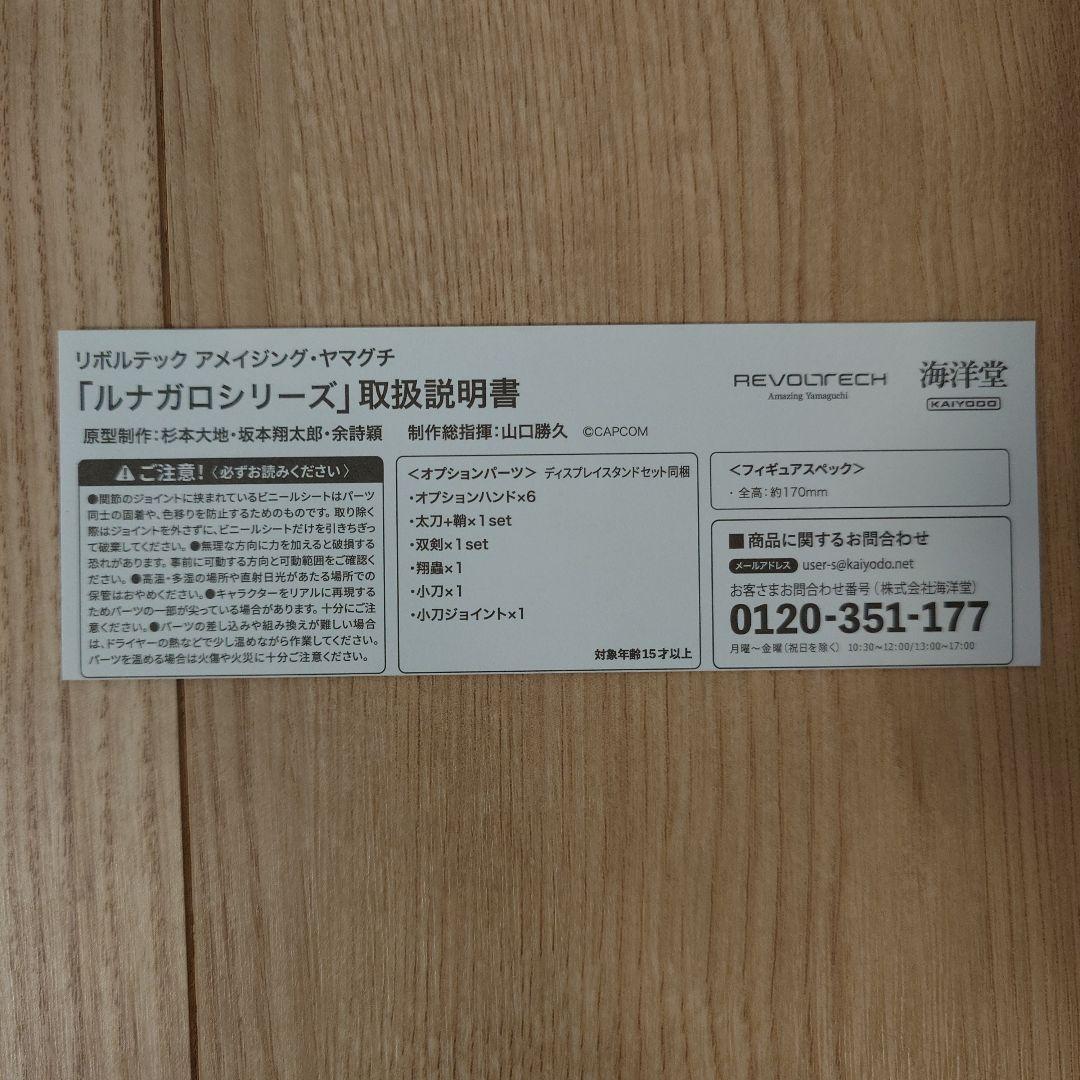 リボルテック アメイジング・ヤマグチ
「ルナガロシリーズ」取扱説明書
原型制作：杉本大地・坂本翔太郎・余詩穎　制作総指揮：山口勝久　©CAPCOM
REVOLTECH
Amazing Yamaguchi
海洋堂
KAIYODO
ご注意！〈必ずお読みください〉
●関節のジョイントに挟まれているビニールシートはパーツ
同士の固着や、色移りを防止するためのものです。取り除く
際はジョイントを外さずに、ビニールシートだけを引きちぎっ
て破棄してください。●無理な方向に力を加えると破損する
恐れがあります。事前に可動する方向と可動範囲をご確認く
ださい。●高温・多湿の場所や直射日光があたる場所での
保管はおやめください。●キャラクターをリアルに再現する
ためパーツの一部が尖っている場合があります。十分にご注
意ください。●パーツの差し込みや組み換えが難しい場合
は、ドライヤーの熱などで少し温めながら作業してください。
パーツを温める場合は火傷や火災に十分ご注意ください。
＜オプションパーツ＞ ディスプレイスタンドセット同梱
・オプションハンド×6
・太刀+鞘×1set
・双剣×1set
・翔蟲×1
・小刀×1
・小刀ジョイント×1
対象年齢15才以上
＜フィギュアスペック＞
・全高：約170mm
■商品に関するお問合わせ
メールアドレス user-s@kaiyodo.net
お客さまお問合わせ番号（株式会社海洋堂）
0120-351-177
月曜～金曜（祝日を除く） 10:30~12:00/13:00~17:00